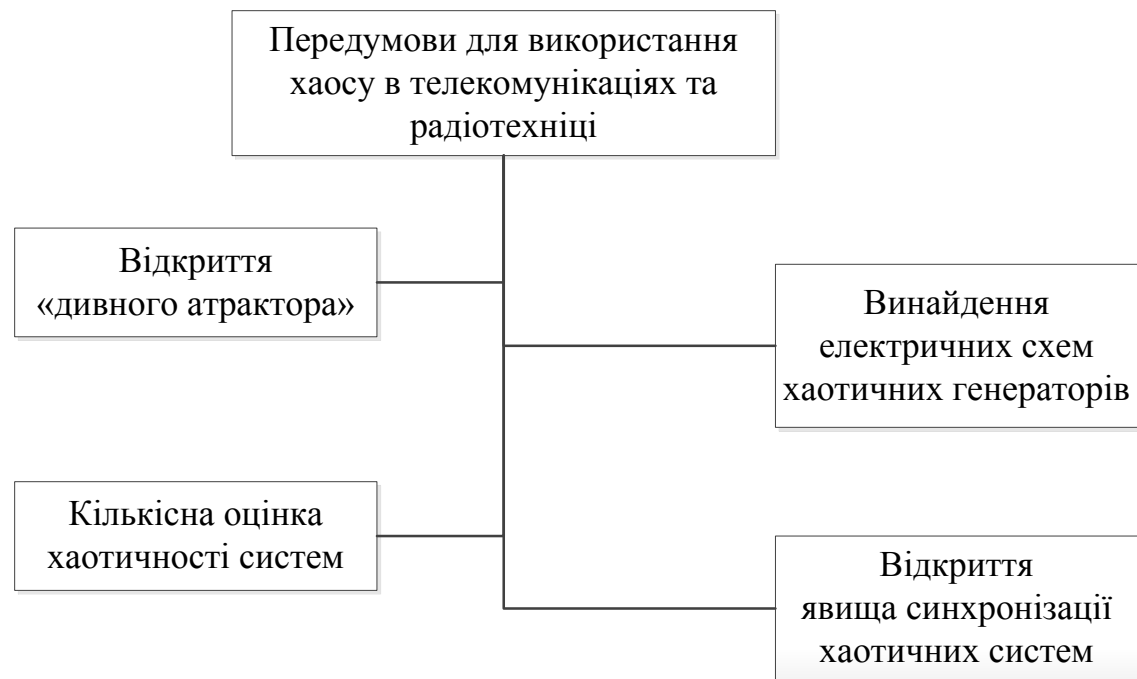 Передумови для використання
хаосу в телекомунікаціях та
радіотехніці
Відкриття
«дивного атрактора»
Винайдення
електричних схем
хаотичних генераторів
Кількісна оцінка
хаотичності систем
Відкриття
явища синхронізації
хаотичних систем